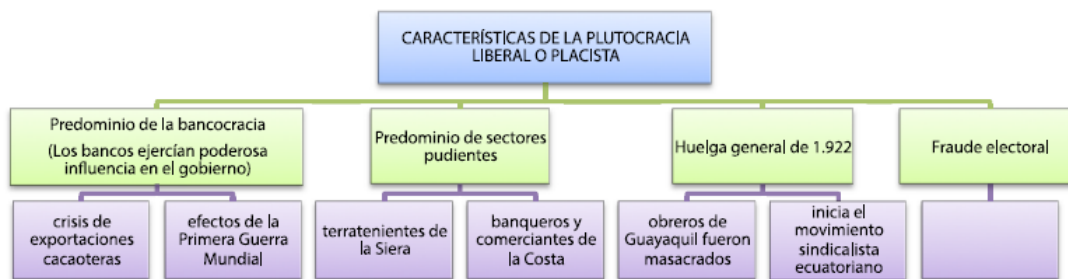 CARACTERÍSTICAS DE LA PLUTOCRACIA
LIBERAL O PLACISTA
Predominio de la bancocracia
(Los bancos ejercían poderosa
influencia en el gobierno)
Predominio de sectores
pudientes
Huelga general de 1.922
Fraude electoral
crisis de
exportaciones
cacaoteras
efectos de la
Primera Guerra
Mundial
terratenientes de
la Siera
banqueros y
comerciantes de
la Costa
obreros de
Guayaquil fueron
masacrados
inicia el
movimiento
sindicalista
ecuatoriano